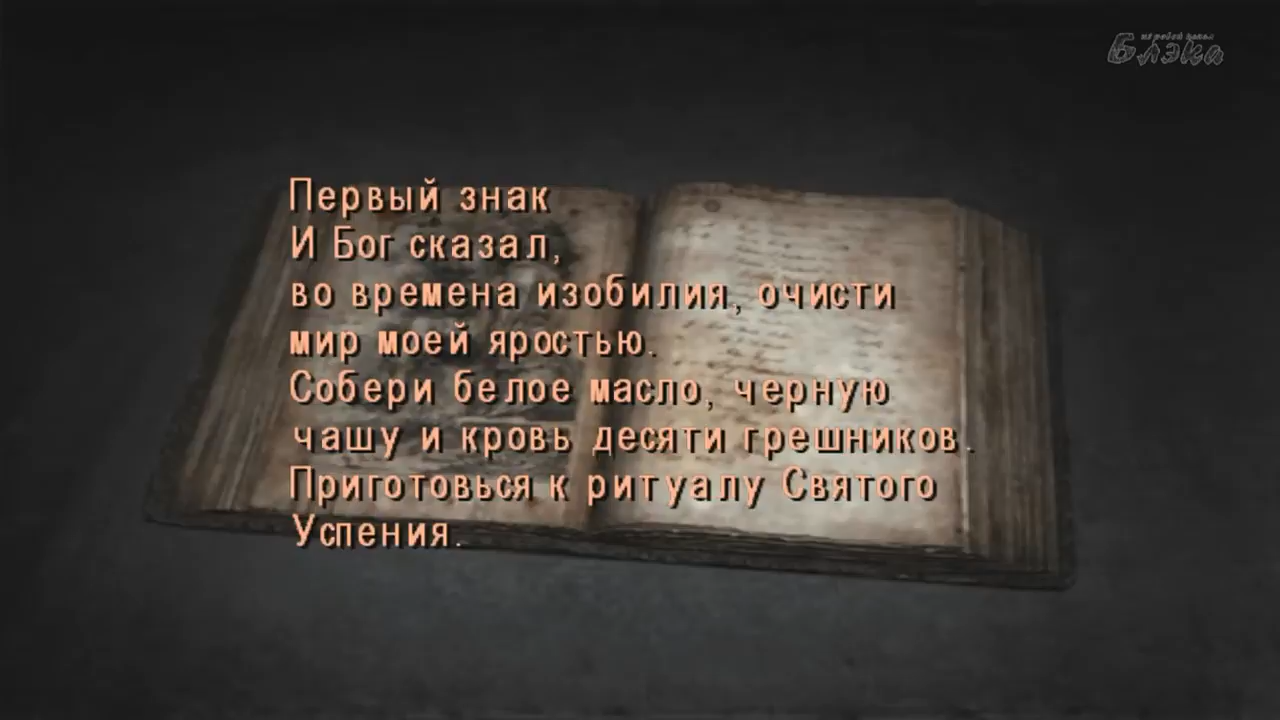 Блэка
Первый знак
И Бог сказал,
во времена изобилия, очисти
мир моей яростью.
Собери белое масло, черную
чашу и кровь десяти грешников.
Приготовься к ритуалу Святого
Успения.